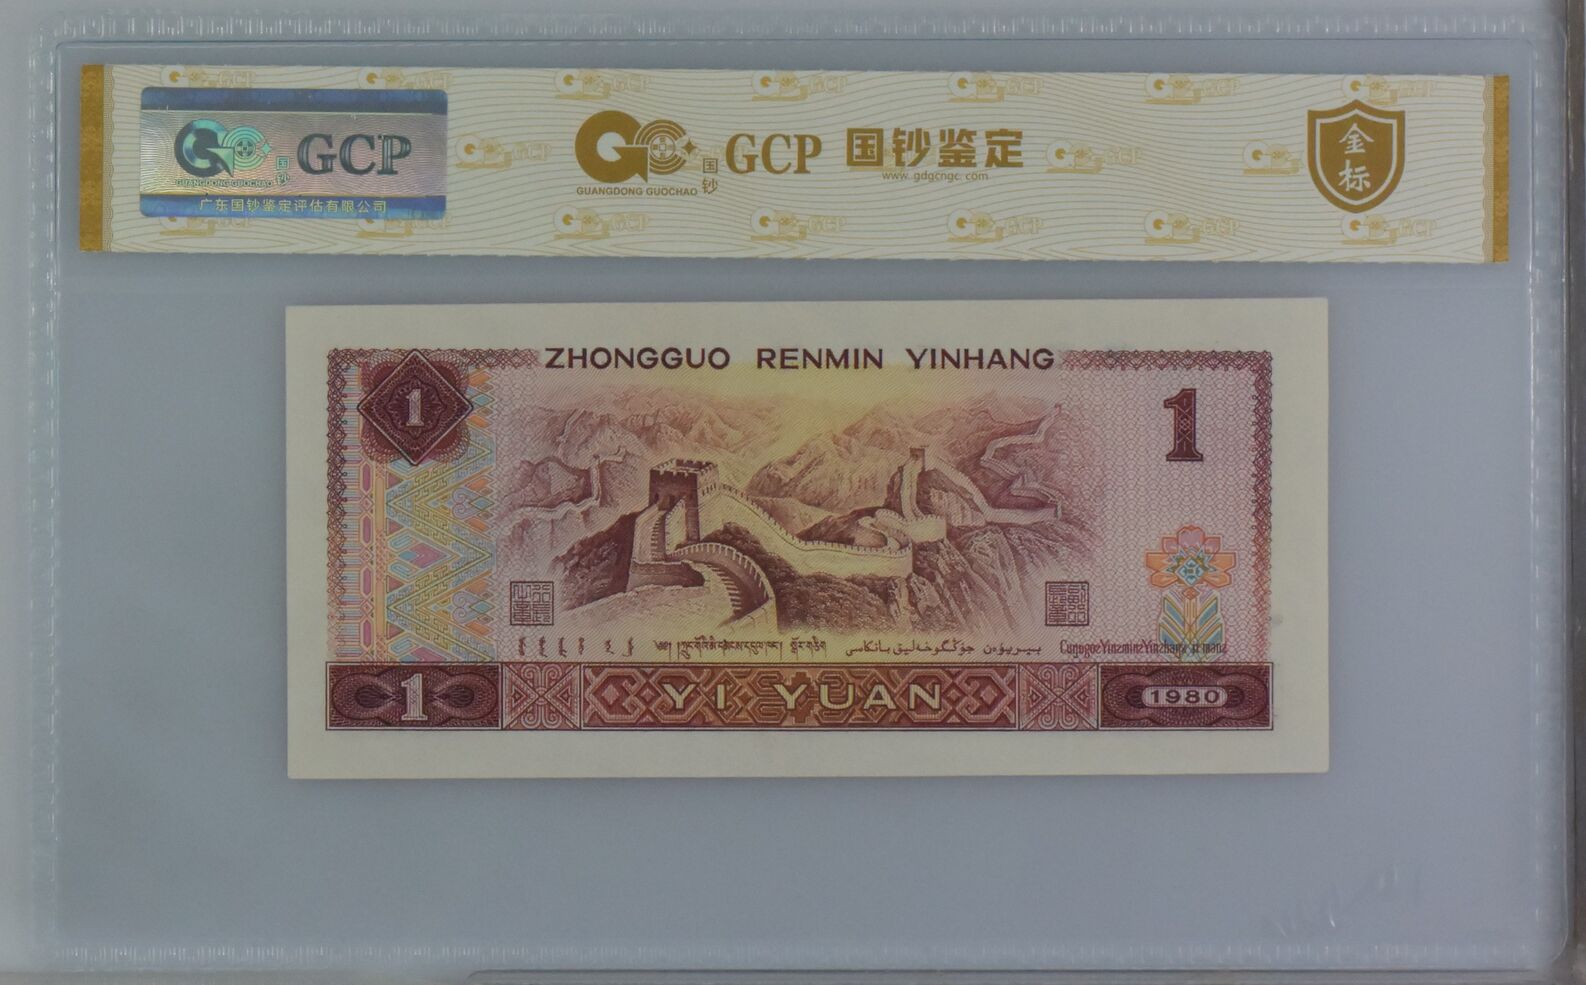 GCP
国钞
GUANGDONG GUOCHAO
广东国钞鉴定评估有限公司
GCP 国钞鉴定
国钞
GUANGDONG GUOCHAO
www.gdgcngc.com
金标
ZHONGGUO RENMIN YINHANG
1
1
1
YI YUAN
1980